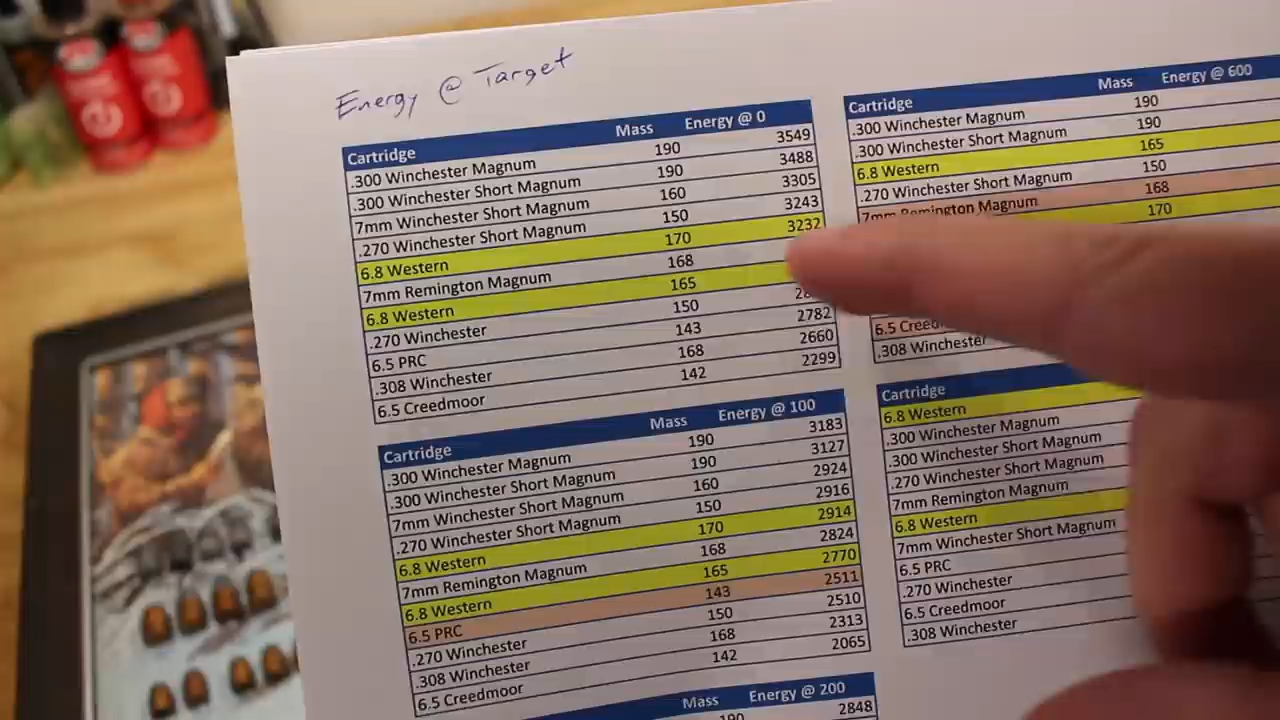 Energy @ Target
Cartridge Mass Energy @ 0
.300 Winchester Magnum 190 3549
.300 Winchester Short Magnum 190 3488
7mm Winchester Short Magnum 160 3305
.270 Winchester Short Magnum 150 3243
6.8 Western 170 3232
7mm Remington Magnum 168
6.8 Western 165
.270 Winchester 150
6.5 PRC 143 2782
.308 Winchester 168 2660
6.5 Creedmoor 142 2299
Cartridge Mass Energy @ 100
.300 Winchester Magnum 190 3183
.300 Winchester Short Magnum 190 3127
7mm Winchester Short Magnum 160 2924
.270 Winchester Short Magnum 150 2916
6.8 Western 170 2914
7mm Remington Magnum 168 2824
6.8 Western 165 2770
6.5 PRC 143 2511
.270 Winchester 150 2510
.308 Winchester 168 2313
6.5 Creedmoor 142 2065
Mass Energy @ 200
190 2848
Cartridge Mass Energy @ 600
.300 Winchester Magnum 190
.300 Winchester Short Magnum 190
6.8 Western 165
.270 Winchester Short Magnum 150
7mm Remington Magnum 168
170
6.5 Creed
.308 Winchester
Cartridge
6.8 Western
.300 Winchester Magnum
.300 Winchester Short Magnum
.270 Winchester Short Magnum
7mm Remington Magnum
6.8 Western
7mm Winchester Short Magnum
6.5 PRC
.270 Winchester
6.5 Creedmoor
.308 Winchester